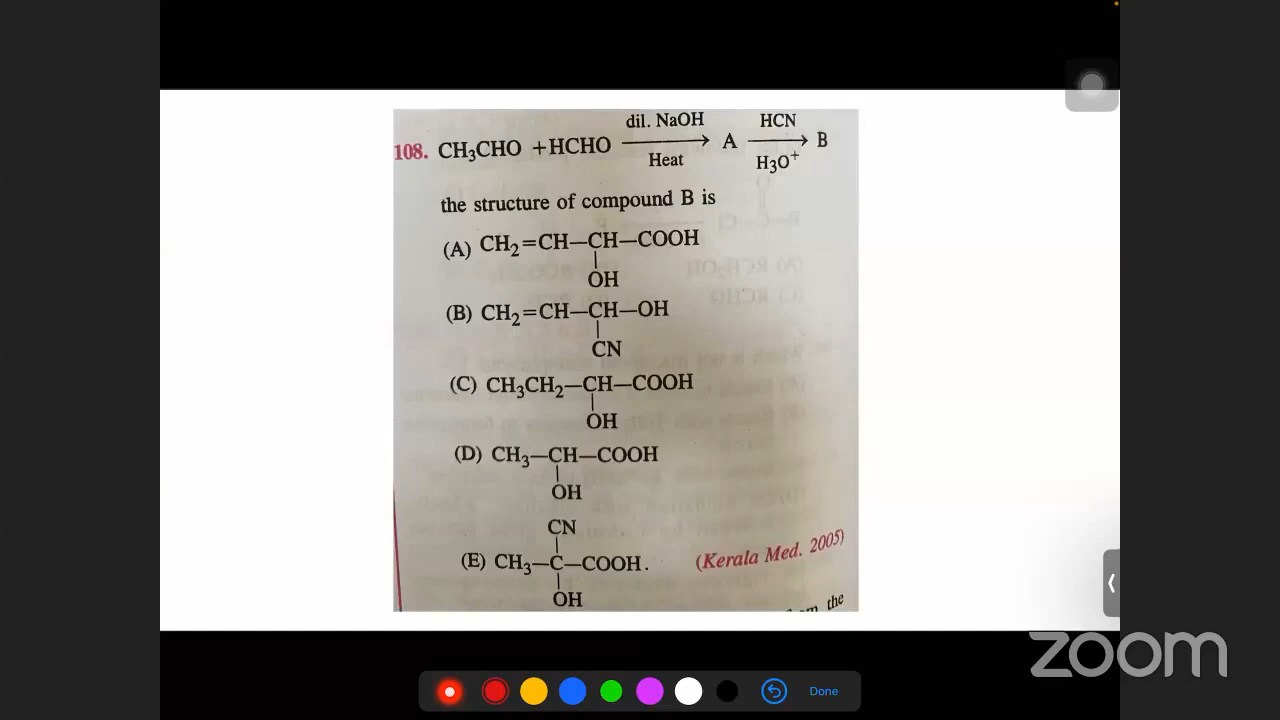 dil. NaOH HCN
108. CH₃CHO + HCHO ⟶ A ⟶ B
Heat H₃O⁺
the structure of compound B is
(A) CH₂=CH—CH—COOH
OH
(B) CH₂=CH—CH—OH
CN
(C) CH₃CH₂—CH—COOH
OH
(D) CH₃—CH—COOH
OH
CN
(E) CH₃—C—COOH. (Kerala Med. 2005)
OH
the
zoom
Done